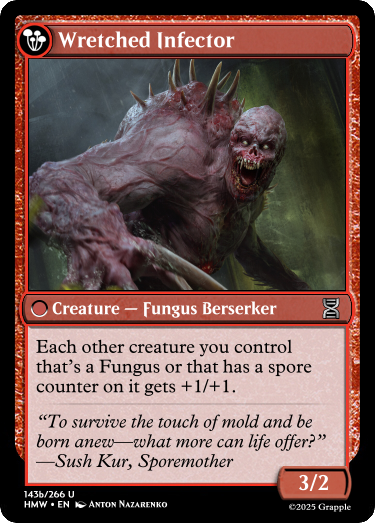 Wretched Infector
Creature — Fungus Berserker
Each other creature you control
that's a Fungus or that has a spore
counter on it gets +1/+1.
“To survive the touch of mold and be
born anew—what more can life offer?”
—Sush Kur, Sporemother
3/2
143b/266 U
HMW • EN Anton Nazarenko
©2025 Grapple